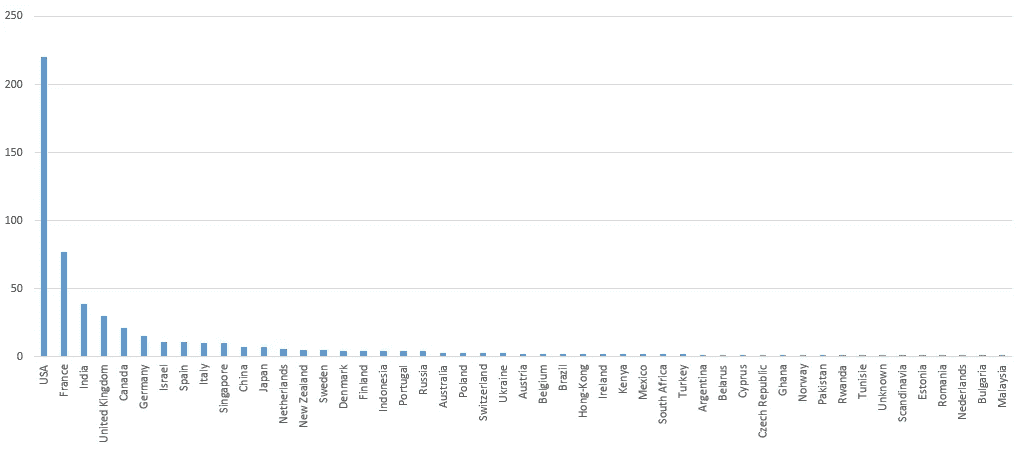 250
200
150
100
50
0
USA
France
India
United Kingdom
Canada
Germany
Israel
Spain
Italy
Singapore
China
Japan
Netherlands
New Zealand
Sweden
Denmark
Finland
Indonesia
Portugal
Russia
Australia
Poland
Switzerland
Ukraine
Austria
Belgium
Brazil
Hong-Kong
Ireland
Kenya
Mexico
South Africa
Turkey
Argentina
Belarus
Cyprus
Czech Republic
Ghana
Norway
Pakistan
Rwanda
Tunisie
Unknown
Scandinavia
Estonia
Romania
Nederlands
Bulgaria
Malaysia